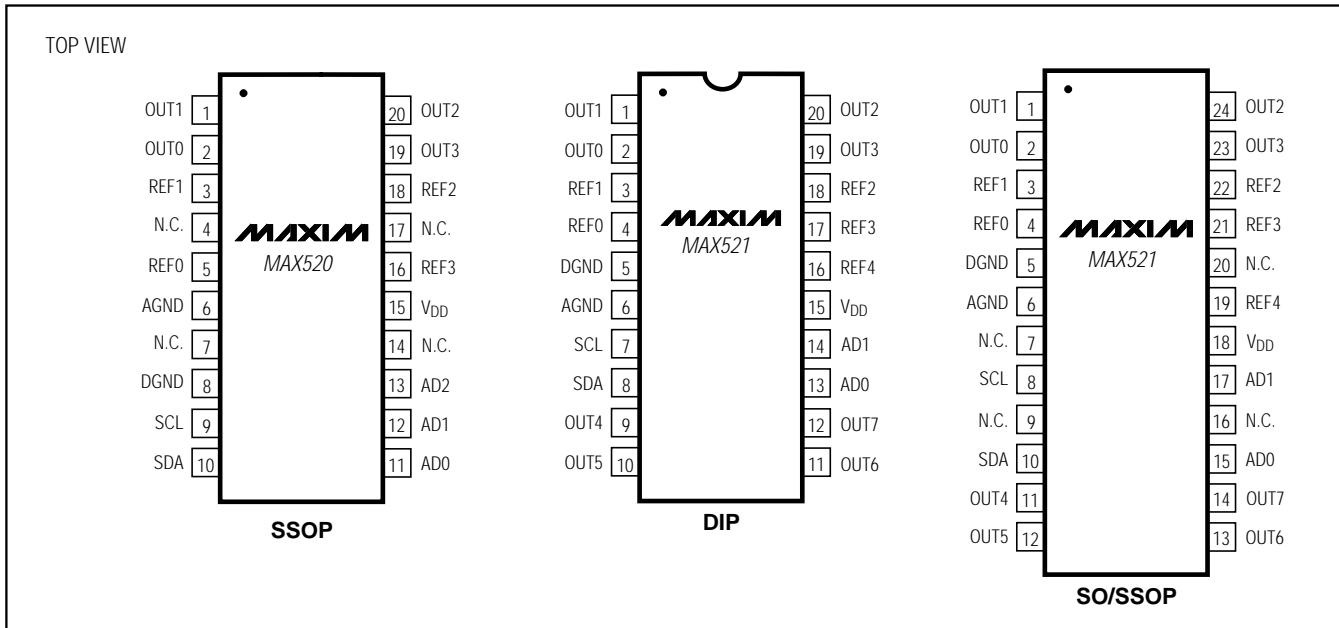 TOP VIEW
OUT1 1 20 OUT2
OUT0 2 19 OUT3
REF1 3 18 REF2
N.C. 4 17 N.C.
REF0 5 16 REF3
AGND 6 15 VDD
N.C. 7 14 N.C.
DGND 8 13 AD2
SCL 9 12 AD1
SDA 10 11 AD0
MAXIM
MAX520
SSOP
OUT1 1 20 OUT2
OUT0 2 19 OUT3
REF1 3 18 REF2
REF0 4 17 REF3
DGND 5 16 REF4
AGND 6 15 VDD
SCL 7 14 AD1
SDA 8 13 AD0
OUT4 9 12 OUT7
OUT5 10 11 OUT6
MAXIM
MAX521
DIP
OUT1 1 24 OUT2
OUT0 2 23 OUT3
REF1 3 22 REF2
REF0 4 21 REF3
DGND 5 20 N.C.
AGND 6 19 REF4
N.C. 7 18 VDD
SCL 8 17 AD1
N.C. 9 16 N.C.
SDA 10 15 AD0
OUT4 11 14 OUT7
OUT5 12 13 OUT6
MAXIM
MAX521
SO/SSOP